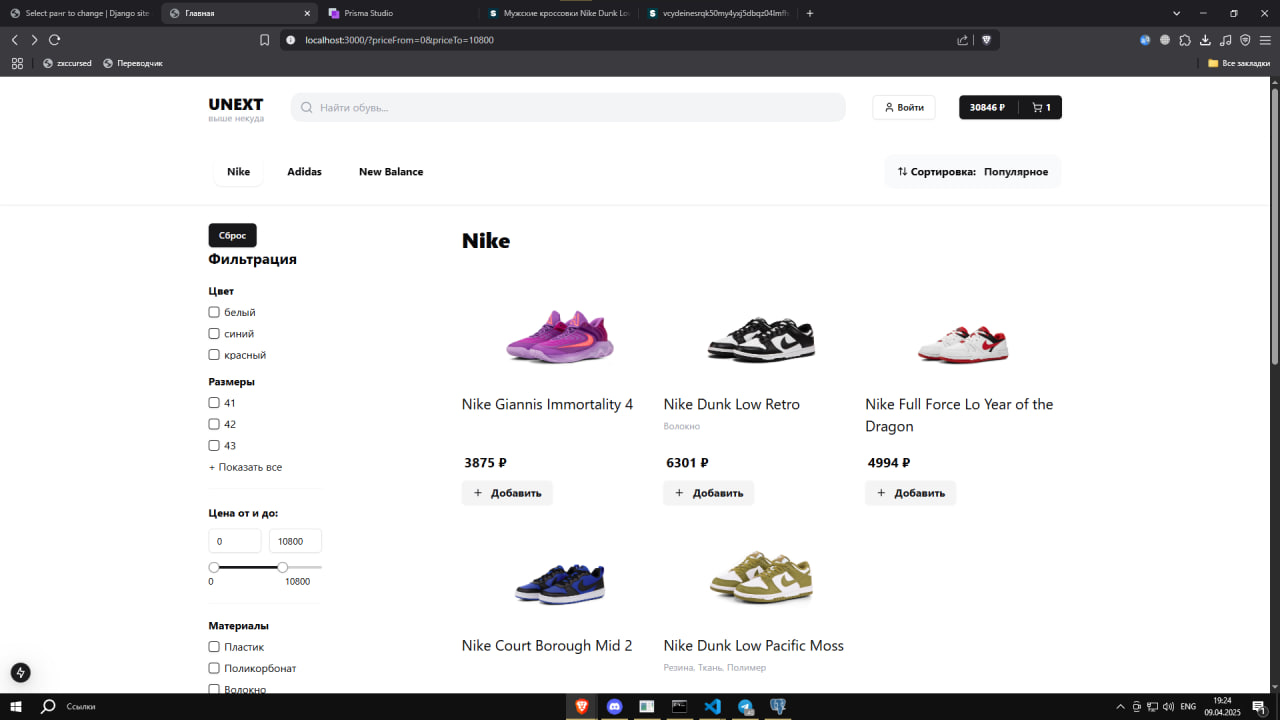 Select ранг to change | Django site
Главная
Prisma Studio
Мужские кроссовки Nike Dunk Lo
localhost:3000/?priceFrom=0&priceTo=10800
zxccursed
Переводчик
Все закладки
UNEXT
выше некуда
Найти обувь...
Войти
30846 ₽
1
Nike
Adidas
New Balance
Сортировка: Популярное
Сброс
Фильтрация
Цвет
белый
синий
красный
Размеры
41
42
43
+ Показать все
Цена от и до:
0
10800
0
10800
Материалы
Пластик
Поликорбонат
Волокно
Nike
Nike Giannis Immortality 4
3875 ₽
+ Добавить
Nike Dunk Low Retro
Волокно
6301 ₽
+ Добавить
Nike Full Force Lo Year of the
Dragon
4994 ₽
+ Добавить
Nike Court Borough Mid 2
Nike Dunk Low Pacific Moss
Резина, Ткань, Полимер
Ссылки
ENG
19:24
09.04.2025